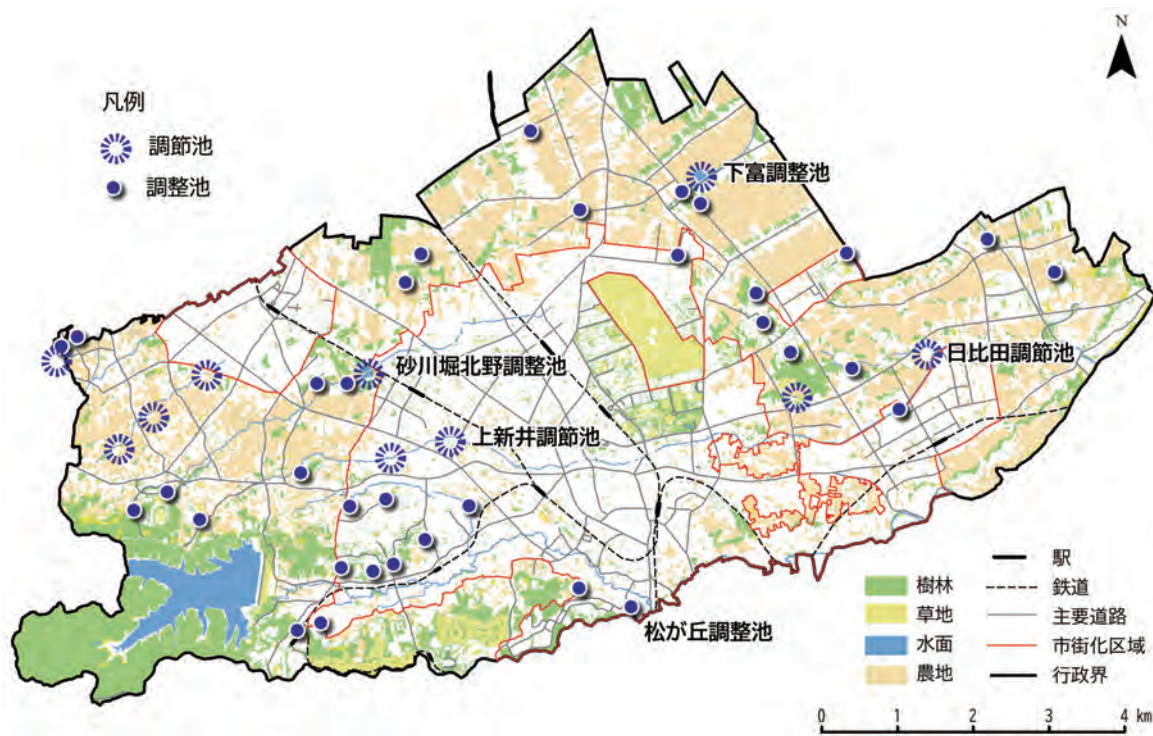 N
凡例
調節池
調整池
下富調整池
日比田調節池
砂川堀北野調整池
上新井調節池
松が丘調整池
樹林
草地
水面
農地
駅
鉄道
主要道路
市街化区域
行政界
0 1 2 3 4 km